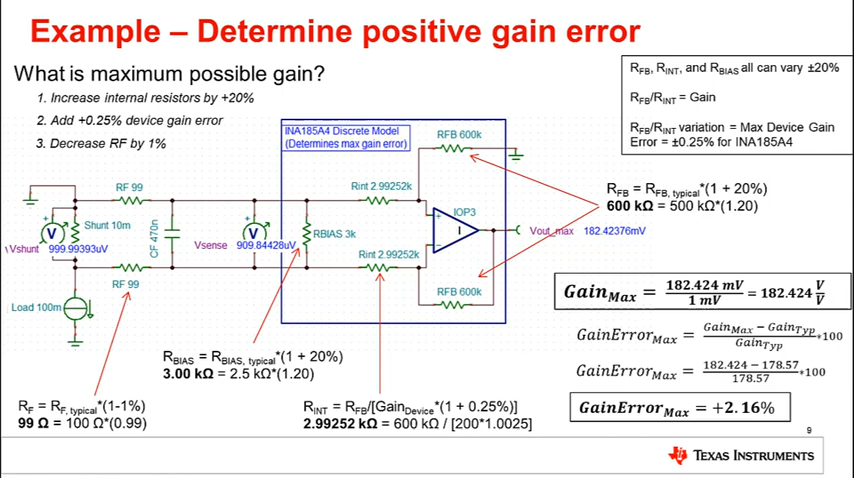 Example – Determine positive gain error
What is maximum possible gain?
1. Increase internal resistors by +20%
2. Add +0.25% device gain error
3. Decrease RF by 1%
RFB, RINT, and RBIAS all can vary ±20%
RFB/RINT = Gain
RFB/RINT variation = Max Device Gain
Error = ±0.25% for INA185A4
INA185A4 Discrete Model
(Determines max gain error)
RFB 600k
RF 99
Rint 2.99252k
Shunt 10m
CF 470n
Vshunt 999.99393uV
Vsense 909.84428uV
RBIAS 3k
IOP3
Vout_max 182.42376mV
Rint 2.99252k
RF 99
RFB 600k
Load 100m
RFB = RFB, typical*(1 + 20%)
600 kΩ = 500 kΩ*(1.20)
GainMax = 182.424 mV / 1 mV = 182.424 V/V
GainErrorMax = GainMax − GainTyp / GainTyp *100
GainErrorMax = 182.424 − 178.57 / 178.57 *100
GainErrorMax = +2.16%
RBIAS = RBIAS, typical*(1 + 20%)
3.00 kΩ = 2.5 kΩ*(1.20)
RF = RF, typical*(1-1%)
99 Ω = 100 Ω*(0.99)
RINT = RFB/[GainDevice*(1 + 0.25%)]
2.99252 kΩ = 600 kΩ / [200*1.0025]
9
TEXAS INSTRUMENTS